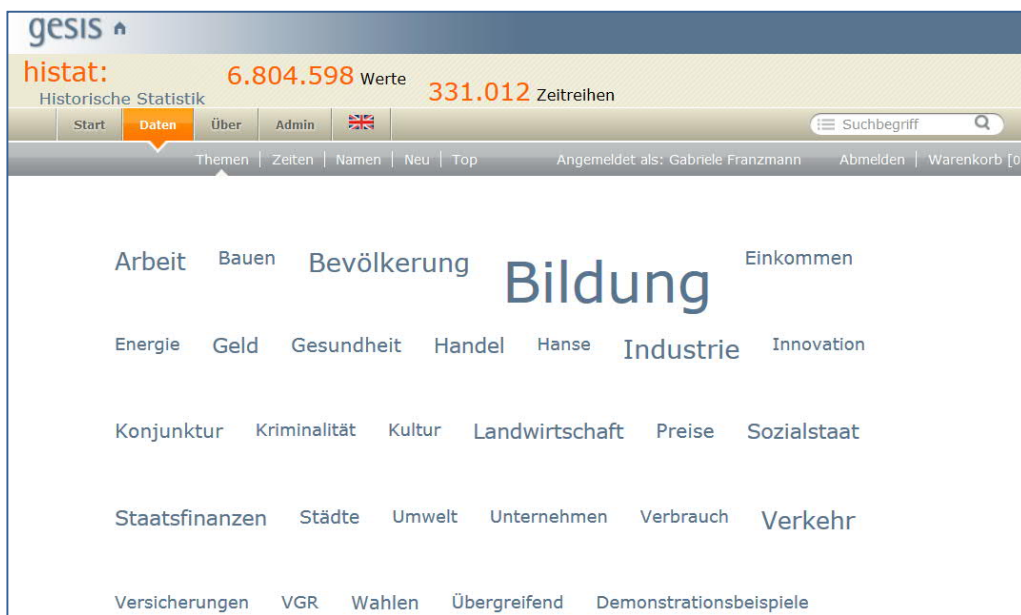 gesis
histat: 6.804.598 Werte 331.012 Zeitreihen
Historische Statistik
Start Daten Über Admin Suchbegriff
Themen | Zeiten | Namen | Neu | Top Angemeldet als: Gabriele Franzmann Abmelden | Warenkorb [0
Arbeit Bauen Bevölkerung Bildung Einkommen
Energie Geld Gesundheit Handel Hanse Industrie Innovation
Konjunktur Kriminalität Kultur Landwirtschaft Preise Sozialstaat
Staatsfinanzen Städte Umwelt Unternehmen Verbrauch Verkehr
Versicherungen VGR Wahlen Übergreifend Demonstrationsbeispiele